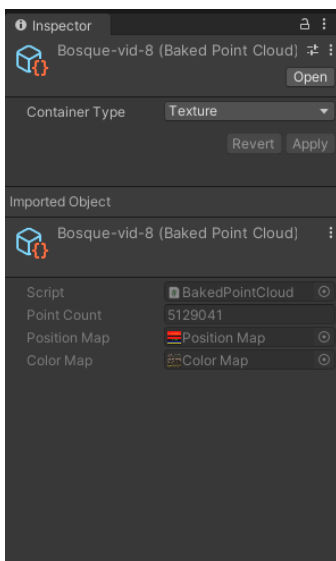 Inspector
Bosque-vid-8 (Baked Point Cloud)
Open
Container Type Texture
Revert Apply
Imported Object
Bosque-vid-8 (Baked Point Cloud)
Script BakedPointCloud
Point Count 5129041
Position Map Position Map
Color Map Color Map